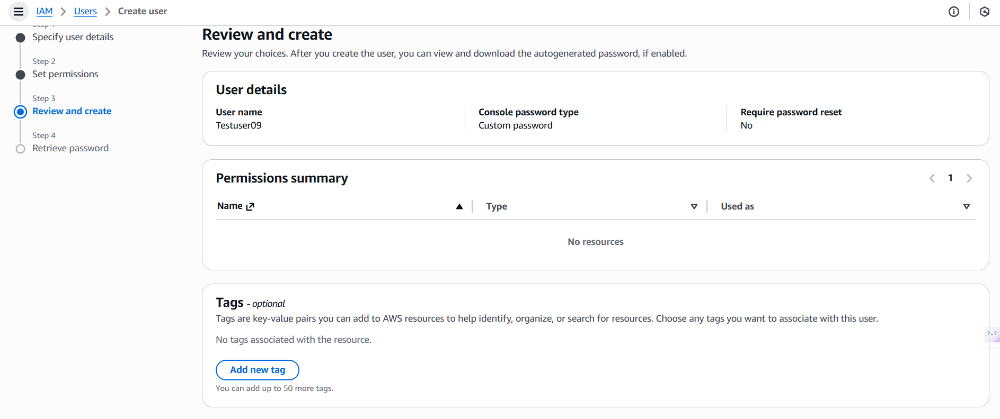 IAM > Users > Create user
Specify user details
Step 2
Set permissions
Step 3
Review and create
Step 4
Retrieve password
Review and create
Review your choices. After you create the user, you can view and download the autogenerated password, if enabled.
User details
User name
Testuser09
Console password type
Custom password
Require password reset
No
Permissions summary
1
Name
Type
Used as
No resources
Tags - optional
Tags are key-value pairs you can add to AWS resources to help identify, organize, or search for resources. Choose any tags you want to associate with this user.
No tags associated with the resource.
Add new tag
You can add up to 50 more tags.